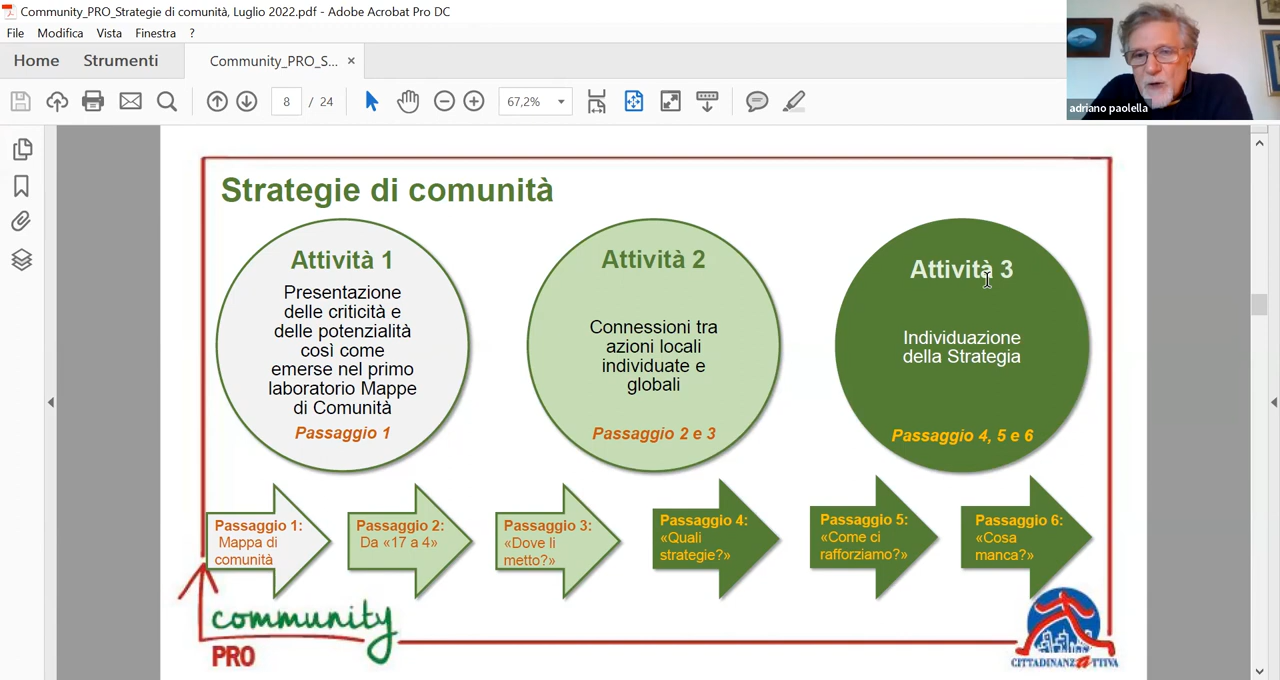 Community_PRO_Strategie di comunità, Luglio 2022.pdf - Adobe Acrobat Pro DC
File Modifica Vista Finestra ?
Home Strumenti Community_PRO_S... ×
8 / 24 67,2%
adriano paolella
Strategie di comunità
Attività 1
Presentazione
delle criticità e
delle potenzialità
così come
emerse nel primo
laboratorio Mappe
di Comunità
Passaggio 1
Attività 2
Connessioni tra
azioni locali
individuate e
globali
Passaggio 2 e 3
Attività 3
Individuazione
della Strategia
Passaggio 4, 5 e 6
Passaggio 1:
Mappa di
comunità
Passaggio 2:
Da «17 a 4»
Passaggio 3:
«Dove li
metto?»
Passaggio 4:
«Quali
strategie?»
Passaggio 5:
«Come ci
rafforziamo?»
Passaggio 6:
«Cosa
manca?»
community
PRO
CITTADINANZATTIVA